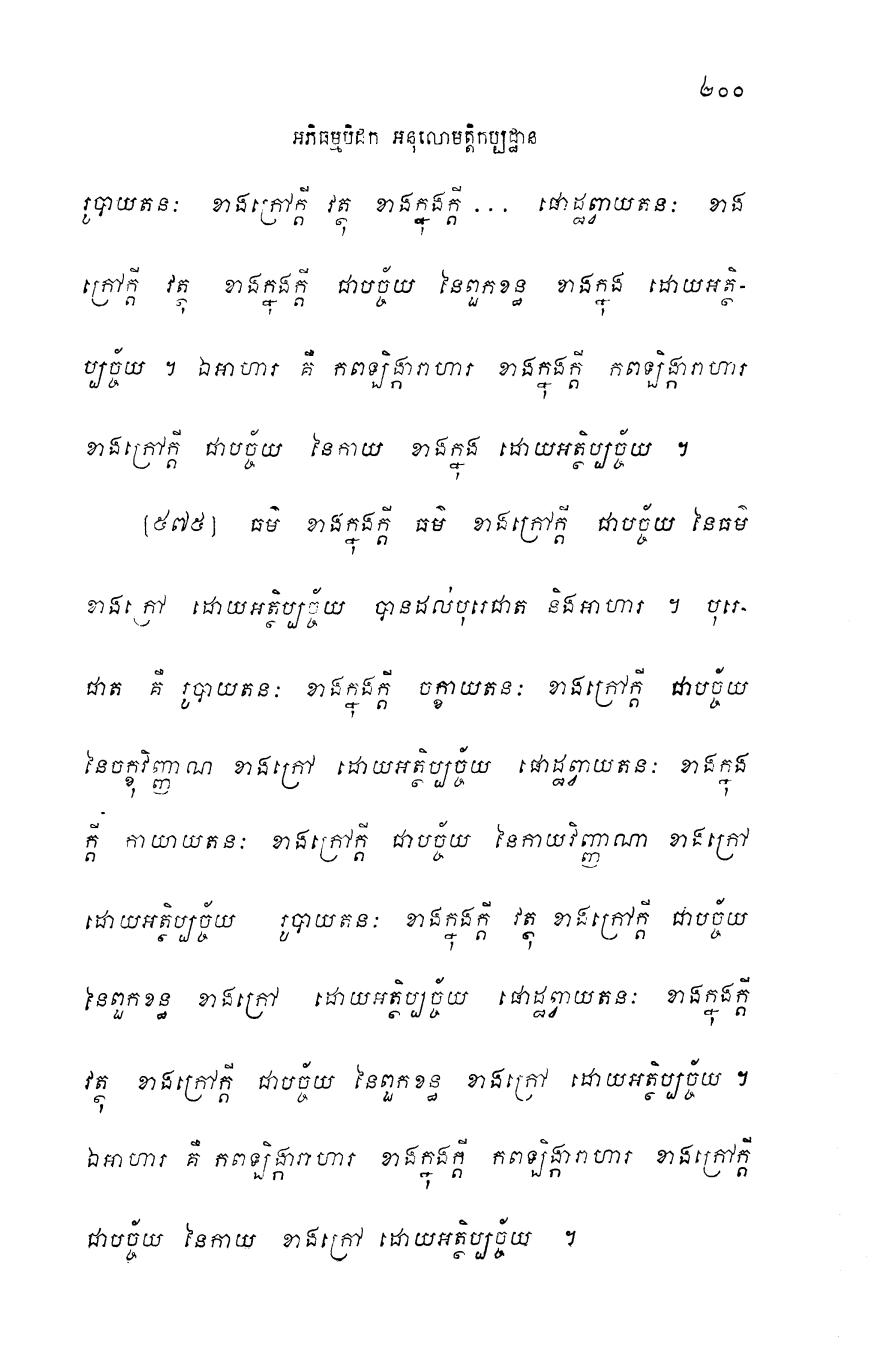 ២០០
អភិធម្មបិដក អនុលោមត្តិកប្បដ្ឋាន
រូបាយតនៈ ខាងក្រៅក្តី វត្ថុ ខាងក្នុងក្តី ... ផោដ្ឋព្វាយតនៈ ខាង
ក្រៅក្តី វត្ថុ ខាងក្នុងក្តី ជាបច្ច័យ នៃពួកខន្ធ ខាងក្នុង ដោយអត្ថិ-
ប្បច្ច័យ ។ ឯអាហារ គឺ កពឡិង្ការាហារ ខាងក្នុងក្តី កពឡិង្ការាហារ
ខាងក្រៅក្តី ជាបច្ច័យ នៃកាយ ខាងក្នុង ដោយអត្ថិប្បច្ច័យ ។
[៥៧៥] ធម៌ ខាងក្នុងក្តី ធម៌ ខាងក្រៅក្តី ជាបច្ច័យ នៃធម៌
ខាងក្រៅ ដោយអត្ថិប្បច្ច័យ បានដល់បុរេជាត និងអាហារ ។ បុរេ-
ជាត គឺ រូបាយតនៈ ខាងក្នុងក្តី ចក្ខាយតនៈ ខាងក្រៅក្តី ជាបច្ច័យ
នៃចក្ខុវិញ្ញាណ ខាងក្រៅ ដោយអត្ថិប្បច្ច័យ ផោដ្ឋព្វាយតនៈ ខាងក្នុង
ក្តី កាយាយតនៈ ខាងក្រៅក្តី ជាបច្ច័យ នៃកាយវិញ្ញាណ ខាងក្រៅ
ដោយអត្ថិប្បច្ច័យ រូបាយតនៈ ខាងក្នុងក្តី វត្ថុ ខាងក្រៅក្តី ជាបច្ច័យ
នៃពួកខន្ធ ខាងក្រៅ ដោយអត្ថិប្បច្ច័យ ផោដ្ឋព្វាយតនៈ ខាងក្នុងក្តី
វត្ថុ ខាងក្រៅក្តី ជាបច្ច័យ នៃពួកខន្ធ ខាងក្រៅ ដោយអត្ថិប្បច្ច័យ ។
ឯអាហារ គឺ កពឡិង្ការាហារ ខាងក្នុងក្តី កពឡិង្ការាហារ ខាងក្រៅក្តី
ជាបច្ច័យ នៃកាយ ខាងក្រៅ ដោយអត្ថិប្បច្ច័យ ។